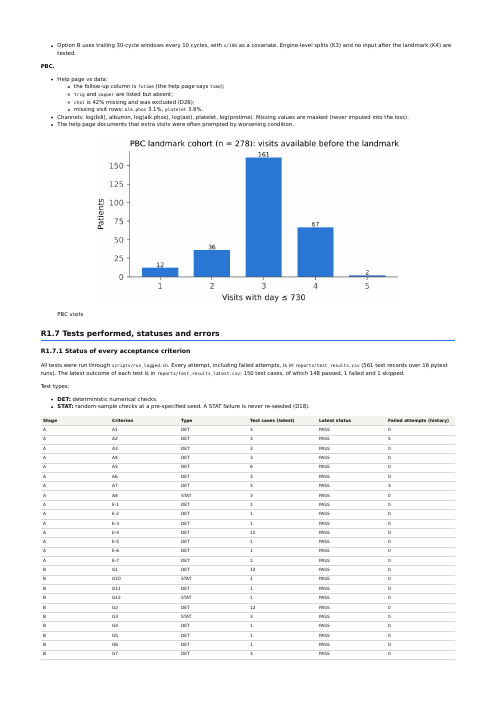 Option B uses trailing 30-cycle windows every 10 cycles, with s/100 as a covariate. Engine-level splits (K3) and no input after the landmark (K4) are
tested.
PBC.
Help page vs data:
the follow-up column is futime (the help page says time);
trig and copper are listed but absent;
chol is 42% missing and was excluded (D26);
missing visit rows: alk.phos 3.1%, platelet 3.8%.
Channels: log(bili), albumin, log(alk.phos), log(ast), platelet, log(protime). Missing values are masked (never imputed into the loss).
The help page documents that extra visits were often prompted by worsening condition.
PBC landmark cohort (n = 278): visits available before the landmark
Patients
150
125
100
75
50
25
0
12
36
161
67
2
1 2 3 4 5
Visits with day ≤ 730
PBC visits
R1.7 Tests performed, statuses and errors
R1.7.1 Status of every acceptance criterion
All tests were run through scripts/run_logged.sh. Every attempt, including failed attempts, is in reports/test_results.csv (561 test records over 16 pytest
runs). The latest outcome of each test is in reports/test_results_latest.csv: 150 test cases, of which 148 passed, 1 failed and 1 skipped.
Test types:
DET: deterministic numerical checks.
STAT: random-sample checks at a pre-specified seed. A STAT failure is never re-seeded (D18).
Stage Criterion Type Test cases (latest) Latest status Failed attempts (history)
A A1 DET 3 PASS 0
A A2 DET 3 PASS 5
A A3 DET 3 PASS 0
A A4 DET 3 PASS 0
A A5 DET 6 PASS 0
A A6 DET 3 PASS 0
A A7 DET 3 PASS 3
A A8 STAT 3 PASS 0
A E-1 DET 1 PASS 0
A E-2 DET 1 PASS 0
A E-3 DET 1 PASS 0
A E-4 DET 12 PASS 0
A E-5 DET 1 PASS 0
A E-6 DET 1 PASS 0
A E-7 DET 1 PASS 0
B G1 DET 12 PASS 0
B G10 STAT 1 PASS 0
B G11 DET 1 PASS 0
B G12 STAT 1 PASS 0
B G2 DET 12 PASS 0
B G3 STAT 3 PASS 0
B G4 DET 1 PASS 0
B G5 DET 1 PASS 0
B G6 DET 1 PASS 0
B G7 DET 3 PASS 0